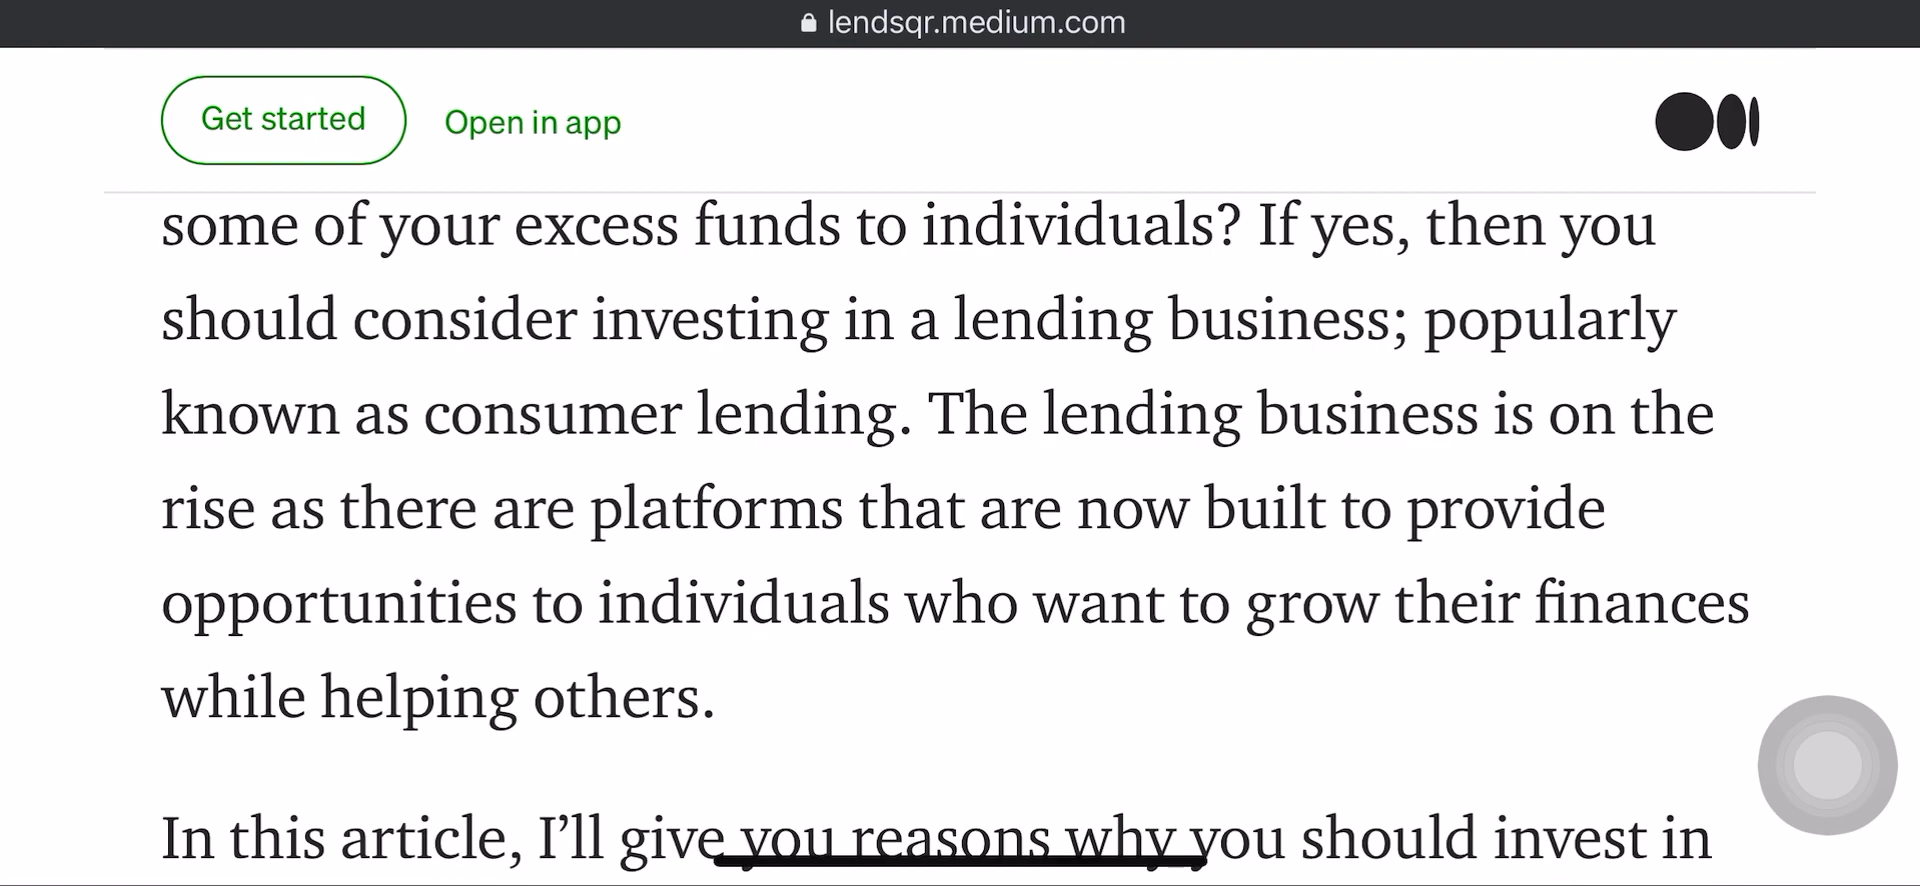 lendsqr.medium.com
Get started
Open in app
some of your excess funds to individuals? If yes, then you
should consider investing in a lending business; popularly
known as consumer lending. The lending business is on the
rise as there are platforms that are now built to provide
opportunities to individuals who want to grow their finances
while helping others.
In this article, I’ll give you reasons why you should invest in